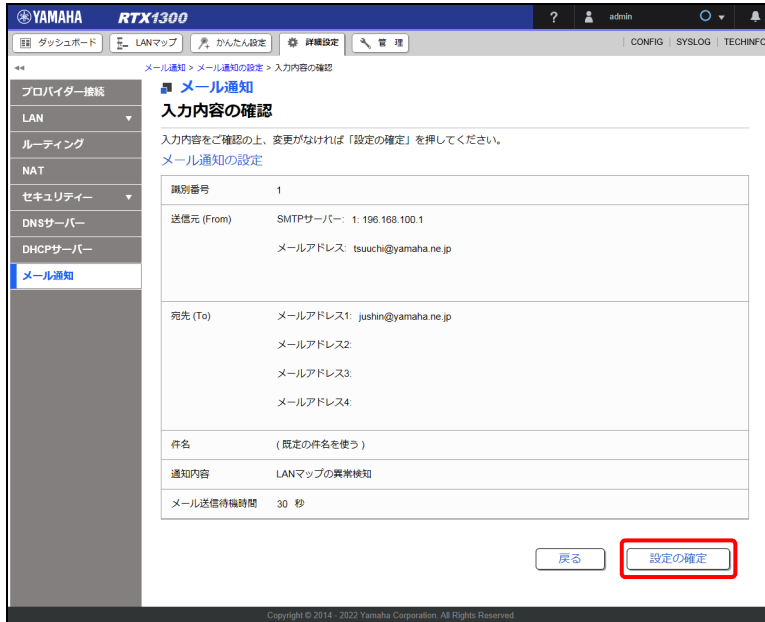 YAMAHA RTX1300 ? admin
ダッシュボード LANマップ かんたん設定 詳細設定 管 理 CONFIG SYSLOG TECHINFO
メール通知 > メール通知の設定 > 入力内容の確認
プロバイダー接続
LAN
ルーティング
NAT
セキュリティー
DNSサーバー
DHCPサーバー
メール通知
メール通知
入力内容の確認
入力内容をご確認の上、変更がなければ「設定の確定」を押してください。
メール通知の設定
識別番号 1
送信元 (From) SMTPサーバー: 1: 196.168.100.1
メールアドレス: tsuuchi@yamaha.ne.jp
宛先 (To) メールアドレス1: jushin@yamaha.ne.jp
メールアドレス2:
メールアドレス3:
メールアドレス4:
件名 ( 既定の件名を使う )
通知内容 LANマップの異常検知
メール送信待機時間 30 秒
戻る 設定の確定
Copyright © 2014 - 2022 Yamaha Corporation. All Rights Reserved.